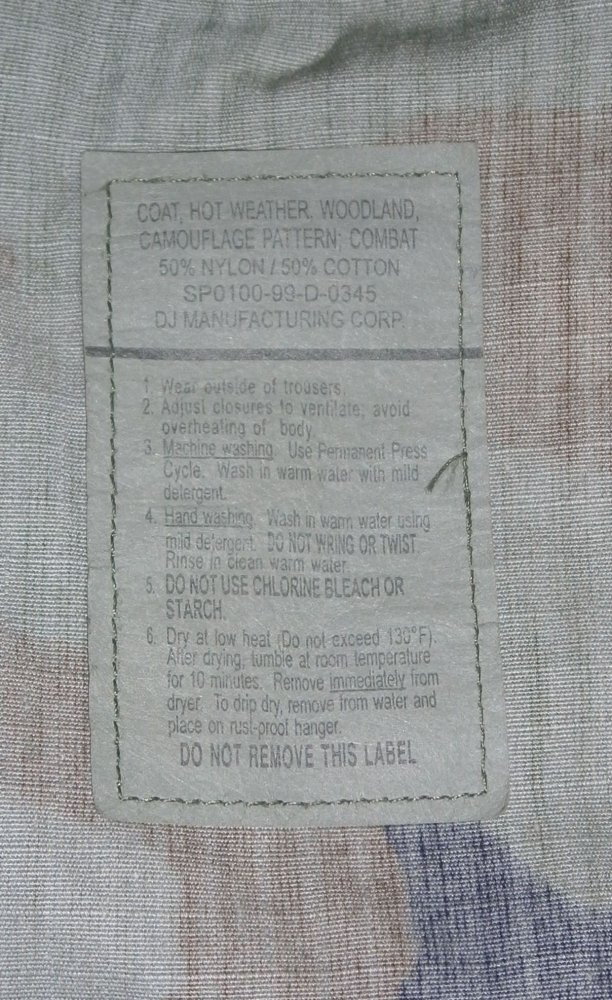 COAT, HOT WEATHER. WOODLAND,
CAMOUFLAGE PATTERN; COMBAT
50% NYLON / 50% COTTON
SP0100-99-D-0345
DJ MANUFACTURING CORP.
1. Wear outside of trousers.
2. Adjust closures to ventilate; avoid
overheating of body.
3. Machine washing. Use Permanent Press
Cycle. Wash in warm water with mild
detergent.
4. Hand washing. Wash in warm water using
mild detergent. DO NOT WRING OR TWIST.
Rinse in clean warm water.
5. DO NOT USE CHLORINE BLEACH OR
STARCH.
6. Dry at low heat (Do not exceed 130°F).
After drying, tumble at room temperature
for 10 minutes. Remove immediately from
dryer. To drip dry, remove from water and
place on rust-proof hanger.
DO NOT REMOVE THIS LABEL